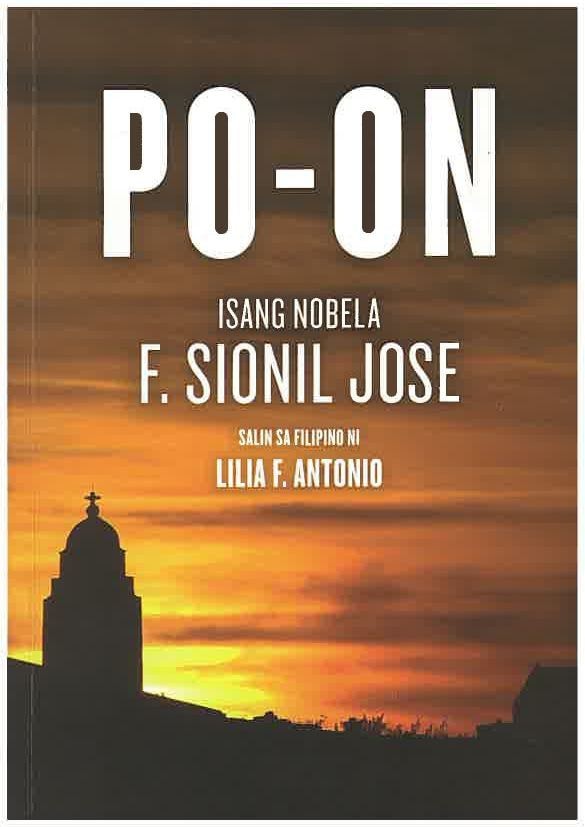 PO-ON
ISANG NOBELA
F. SIONIL JOSE
SALIN SA FILIPINO NI
LILIA F. ANTONIO